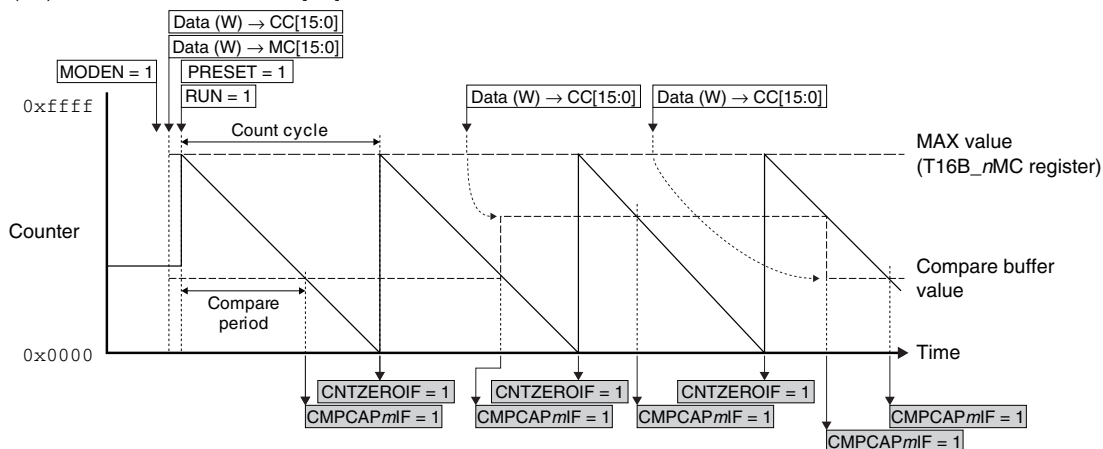 Data (W) → CC[15:0]
Data (W) → MC[15:0]
MODEN = 1
PRESET = 1
RUN = 1
Data (W) → CC[15:0]
Data (W) → CC[15:0]
0xffff
Count cycle
MAX value
(T16B_nMC register)
Counter
Compare
period
Compare buffer
value
0x0000
Time
CNTZEROIF = 1
CNTZEROIF = 1
CNTZEROIF = 1
CMPCAPmIF = 1
CMPCAPmIF = 1
CMPCAPmIF = 1
CMPCAPmIF = 1
CMPCAPmIF = 1